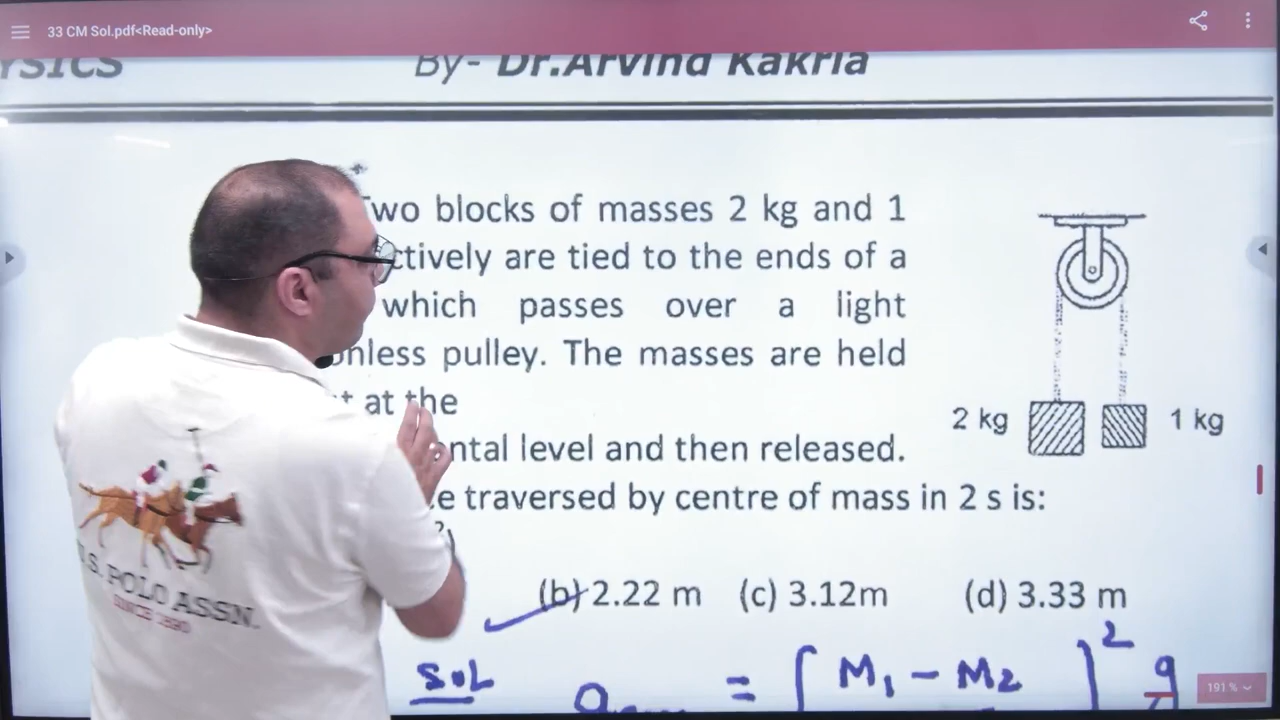 33 CM Sol.pdf<Read-only>
YSICS By- Dr.Arvind Kakria
Two blocks of masses 2 kg and 1
ctively are tied to the ends of a
which passes over a light
onless pulley. The masses are held
t at the
ntal level and then released.
e traversed by centre of mass in 2 s is:
2)
2 kg 1 kg
(b) 2.22 m (c) 3.12m (d) 3.33 m
SOL = [ M1 - M2 ]2 g
191 %
U.S. POLO ASSN.
SINCE 1890